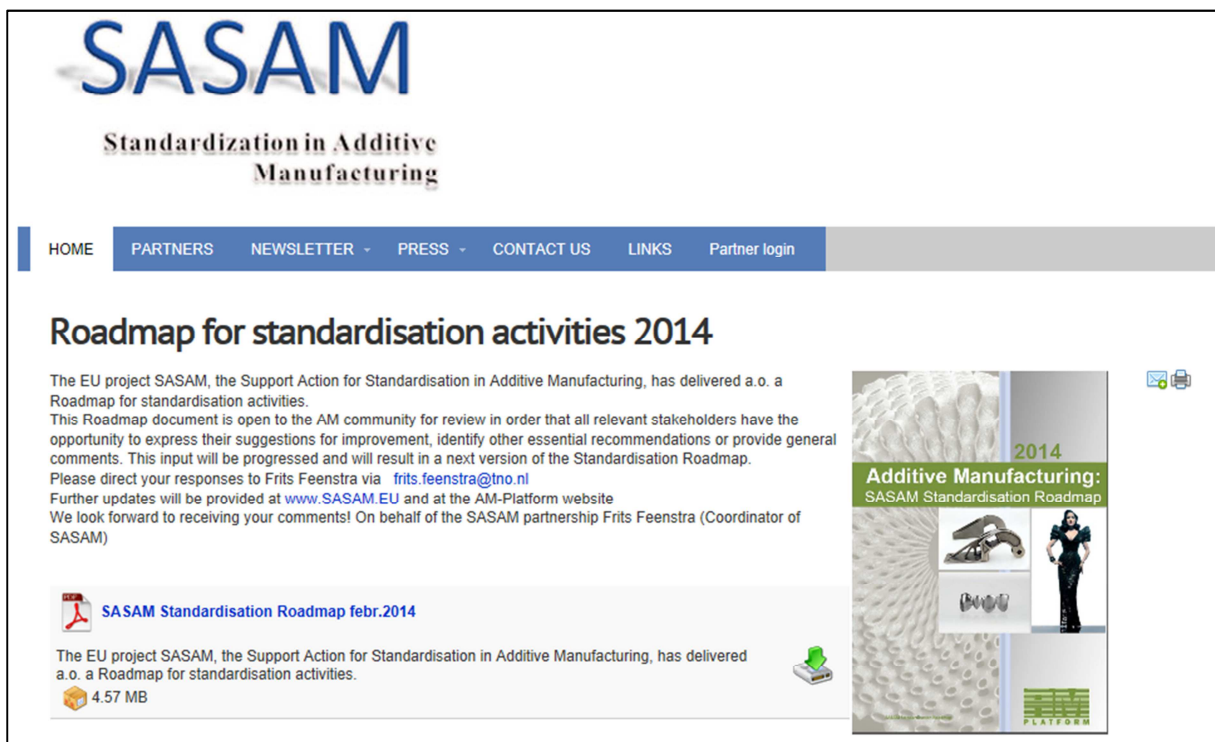 SASAM
Standardization in Additive
Manufacturing
HOME PARTNERS NEWSLETTER PRESS CONTACT US LINKS Partner login
Roadmap for standardisation activities 2014
The EU project SASAM, the Support Action for Standardisation in Additive Manufacturing, has delivered a.o. a
Roadmap for standardisation activities.
This Roadmap document is open to the AM community for review in order that all relevant stakeholders have the
opportunity to express their suggestions for improvement, identify other essential recommendations or provide general
comments. This input will be progressed and will result in a next version of the Standardisation Roadmap.
Please direct your responses to Frits Feenstra via frits.feenstra@tno.nl
Further updates will be provided at www.SASAM.EU and at the AM-Platform website
We look forward to receiving your comments! On behalf of the SASAM partnership Frits Feenstra (Coordinator of
SASAM)
2014
Additive Manufacturing:
SASAM Standardisation Roadmap
PLATFORM
PDF
SASAM Standardisation Roadmap febr.2014
The EU project SASAM, the Support Action for Standardisation in Additive Manufacturing, has delivered
a.o. a Roadmap for standardisation activities.
4.57 MB